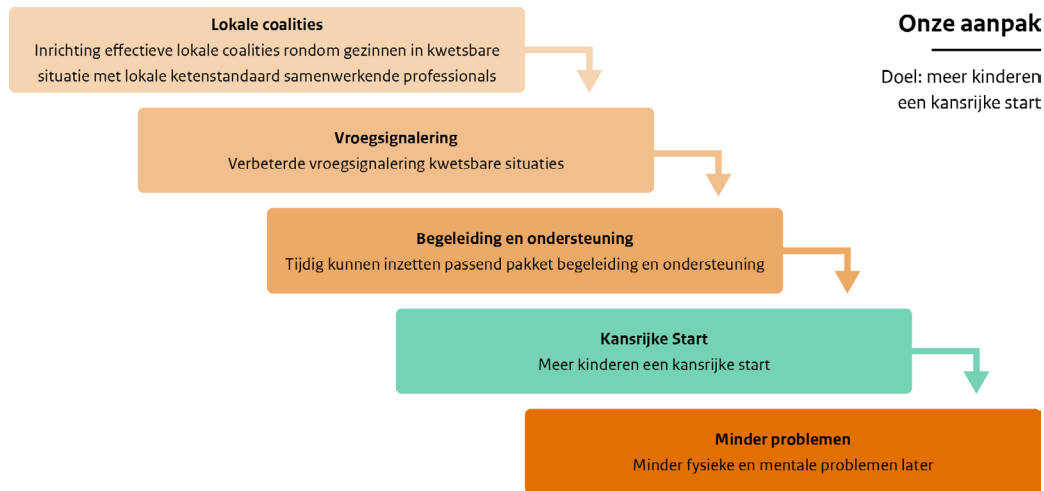 Lokale coalities
Inrichting effectieve lokale coalities rondom gezinnen in kwetsbare
situatie met lokale ketenstandaard samenwerkende professionals
Onze aanpak
Doel: meer kinderen
een kansrijke start
Vroegsignalering
Verbeterde vroegsignalering kwetsbare situaties
Begeleiding en ondersteuning
Tijdig kunnen inzetten passend pakket begeleiding en ondersteuning
Kansrijke Start
Meer kinderen een kansrijke start
Minder problemen
Minder fysieke en mentale problemen later